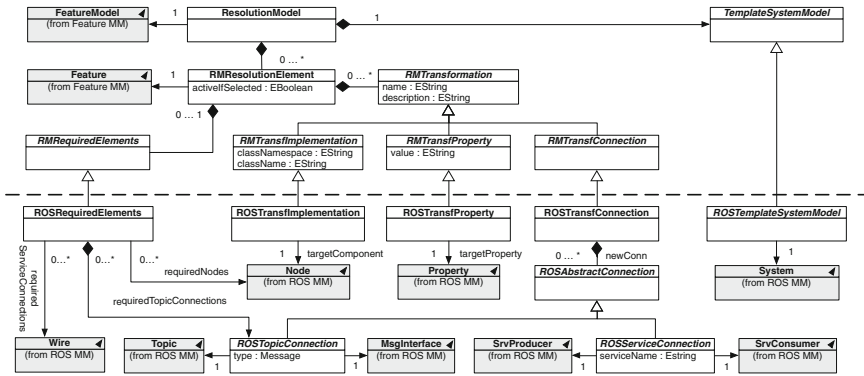 FeatureModel
(from Feature MM)
1
ResolutionModel
1
TemplateSystemModel
0 ... *
Feature
(from Feature MM)
1
RMResolutionElement
activeIfSelected : EBoolean
0 ... *
RMTransformation
name : EString
description : EString
0 ... 1
RMRequiredElements
RMTransfImplementation
classNamespace : EString
className : EString
RMTransfProperty
value : EString
RMTransfConnection
ROSRequiredElements
ROSTransfImplementation
ROSTransfProperty
ROSTransfConnection
ROSTemplateSystemModel
required
ServiceConnections
0...*
0...*
0...*
requiredNodes
requiredTopicConnections
1
targetComponent
1
targetProperty
0 ... *
newConn
1
Node
(from ROS MM)
Property
(from ROS MM)
ROSAbstractConnection
System
(from ROS MM)
Wire
(from ROS MM)
Topic
(from ROS MM)
1
ROSTopicConnection
type : Message
1
MsgInterface
(from ROS MM)
SrvProducer
(from ROS MM)
1
ROSServiceConnection
serviceName : Estring
1
SrvConsumer
(from ROS MM)